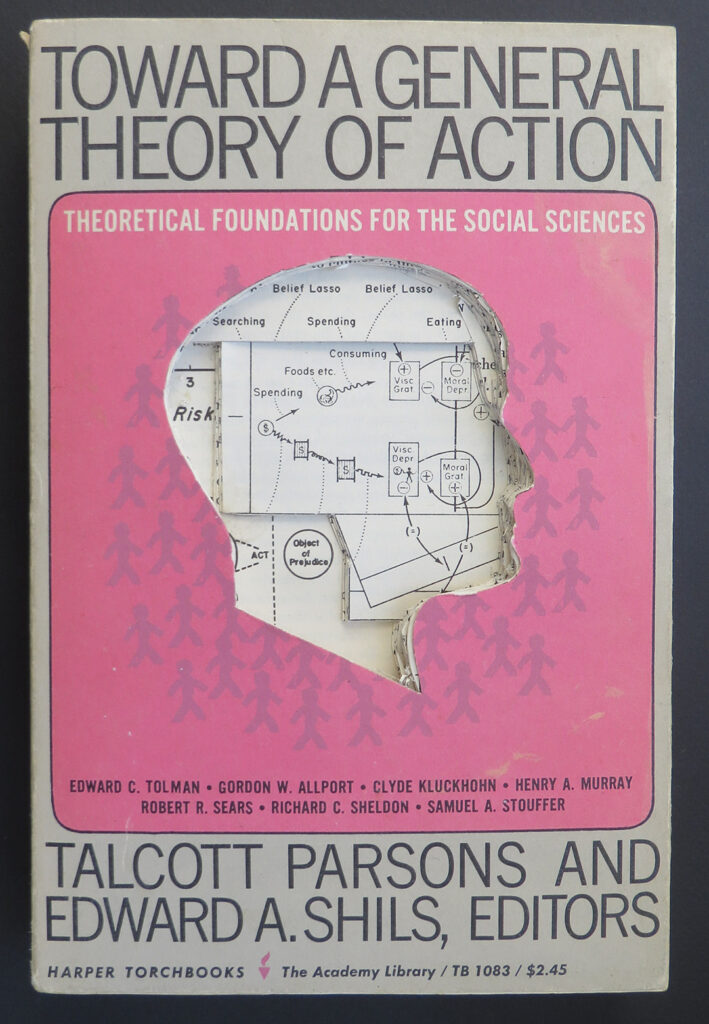 TOWARD A GENERAL
THEORY OF ACTION
THEORETICAL FOUNDATIONS FOR THE SOCIAL SCIENCES
Belief Lasso Belief Lasso
Searching Spending Eating
Consuming
Foods etc.
Spending
+
Visc
Grat
−
Moral
Depr
+
3
Risk
$
S
S
Visc
Depr
−
+
Moral
Grat
+
(=)
(=)
ACT
Object
of
Prejudice
EDWARD C. TOLMAN • GORDON W. ALLPORT • CLYDE KLUCKHOHN • HENRY A. MURRAY
ROBERT R. SEARS • RICHARD C. SHELDON • SAMUEL A. STOUFFER
TALCOTT PARSONS AND
EDWARD A. SHILS, EDITORS
HARPER TORCHBOOKS The Academy Library / TB 1083 / $2.45